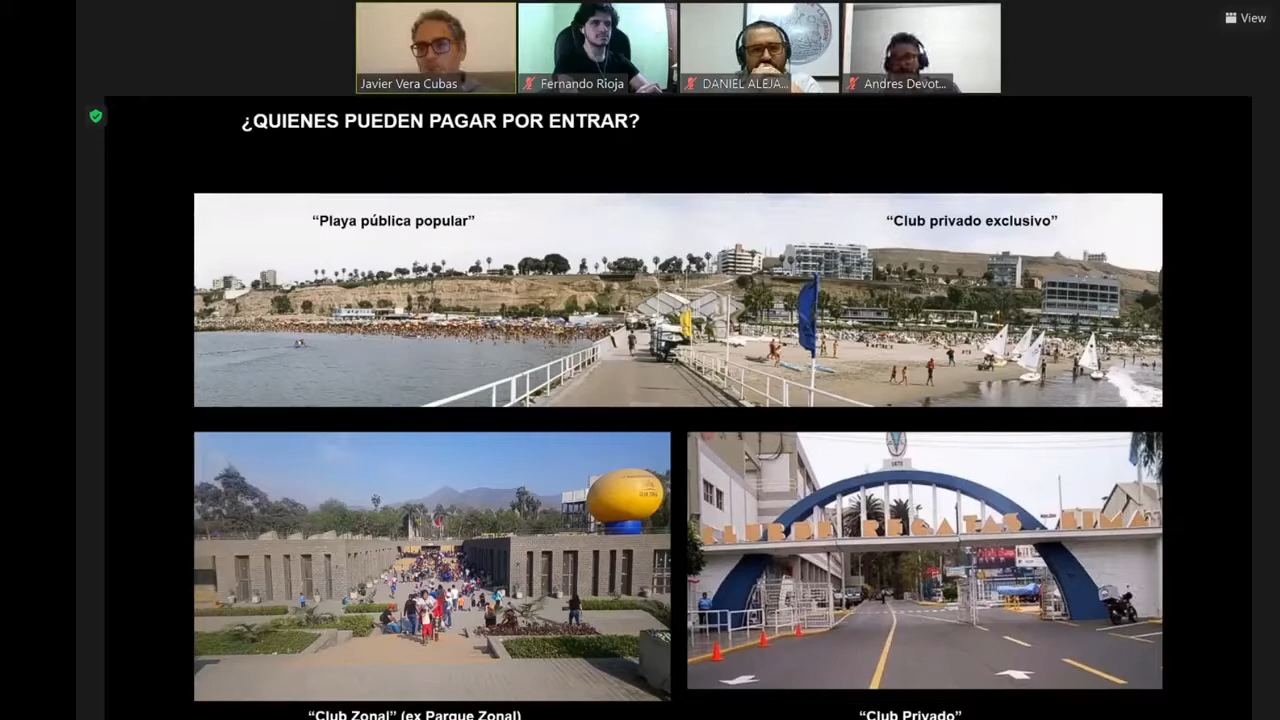 View
Javier Vera Cubas
Fernando Rioja
DANIEL ALEJA...
Andres Devot...
¿QUIENES PUEDEN PAGAR POR ENTRAR?
“Playa pública popular”
“Club privado exclusivo”
CLUB DE REGATAS LIMA
“Club Zonal” (ex Parque Zonal)
“Club Privado”